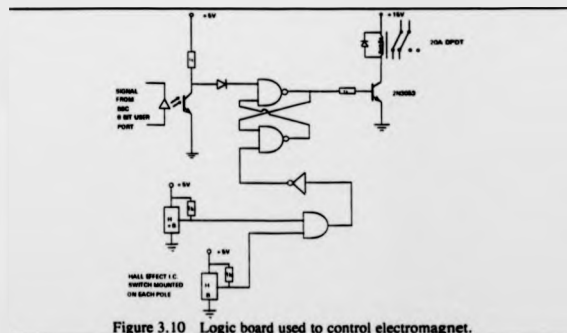 +5V
+15V
20A DPDT
SIGNAL
FROM
BBC
8 BIT USER
PORT
2N3053
+5V
H
+5V
HALL EFFECT I.C.
SWITCH MOUNTED
ON EACH POLE
H
Figure 3.10 Logic board used to control electromagnet.